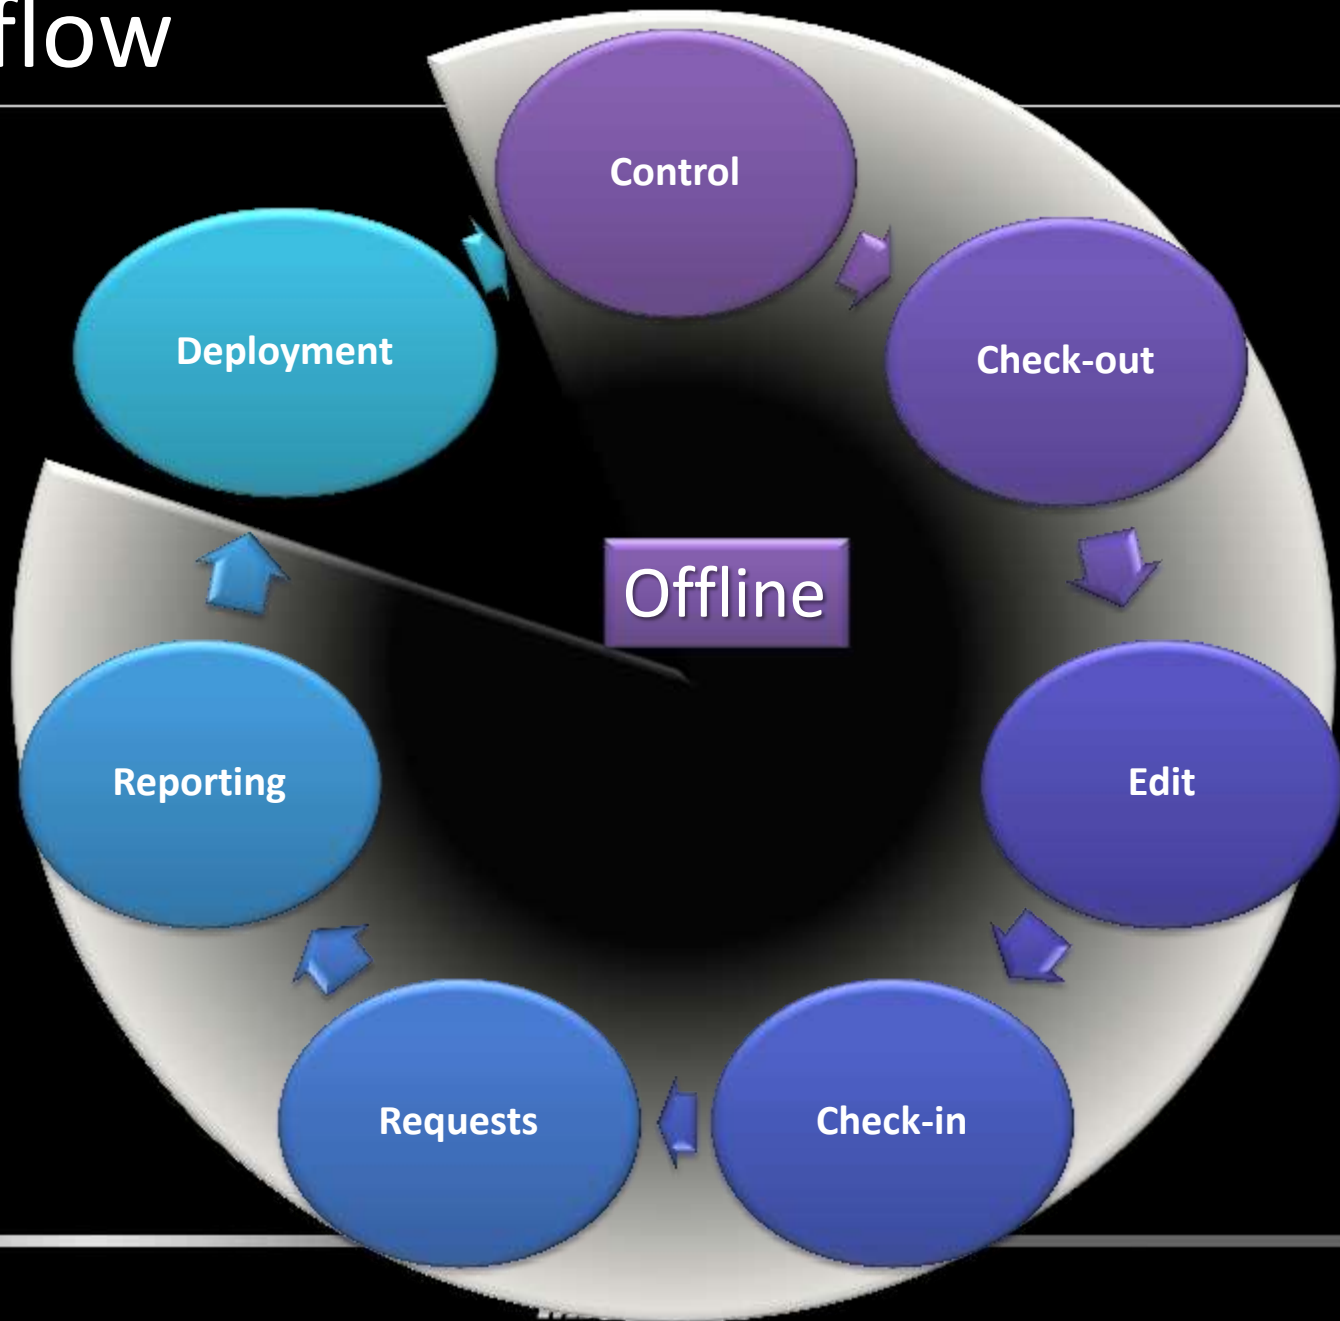 flow
Control
Check-out
Deployment
Offline
Edit
Reporting
Check-in
Requests